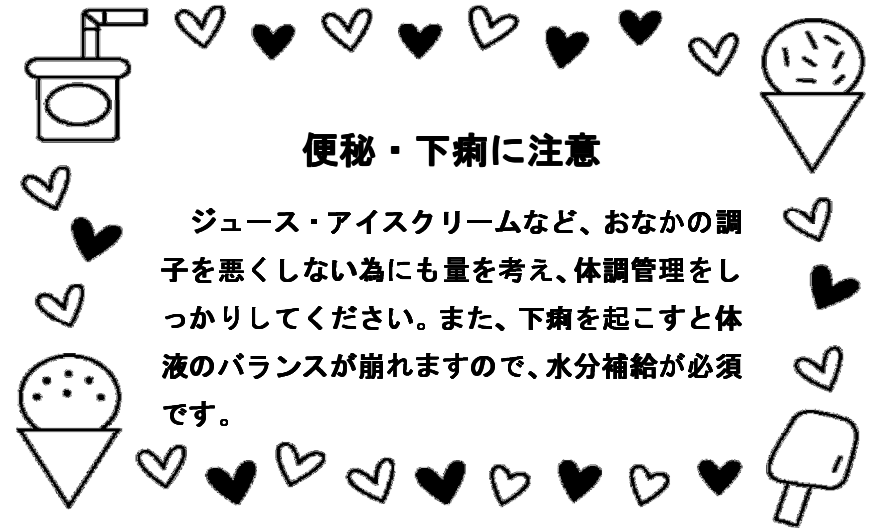 便秘・下痢に注意
ジュース・アイスクリームなど、おなかの調
子を悪くしない為にも量を考え、体調管理をし
っかりしてください。また、下痢を起こすと体
液のバランスが崩れますので、水分補給が必須
です。